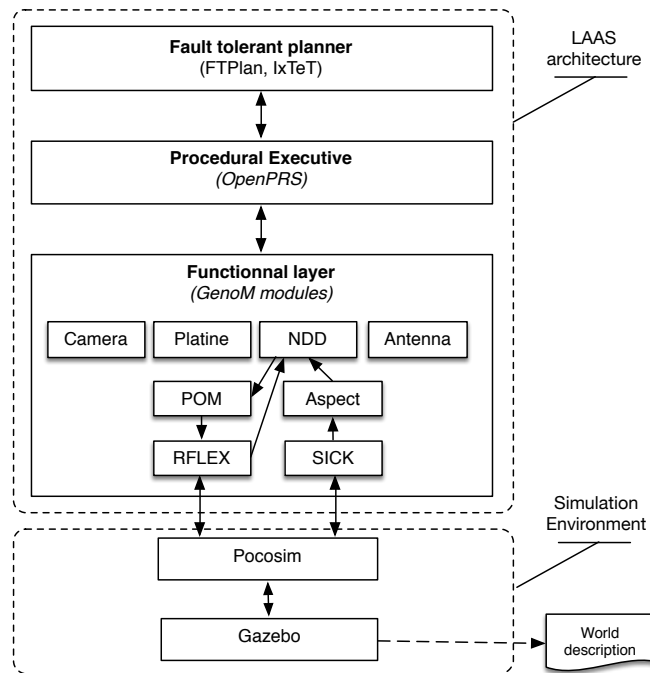 Fault tolerant planner
(FTPlan, IxTeT)
LAAS
architecture
Procedural Executive
(OpenPRS)
Functionnal layer
(GenoM modules)
Camera
Platine
NDD
Antenna
POM
Aspect
RFLEX
SICK
Simulation
Environment
Pocosim
Gazebo
World
description